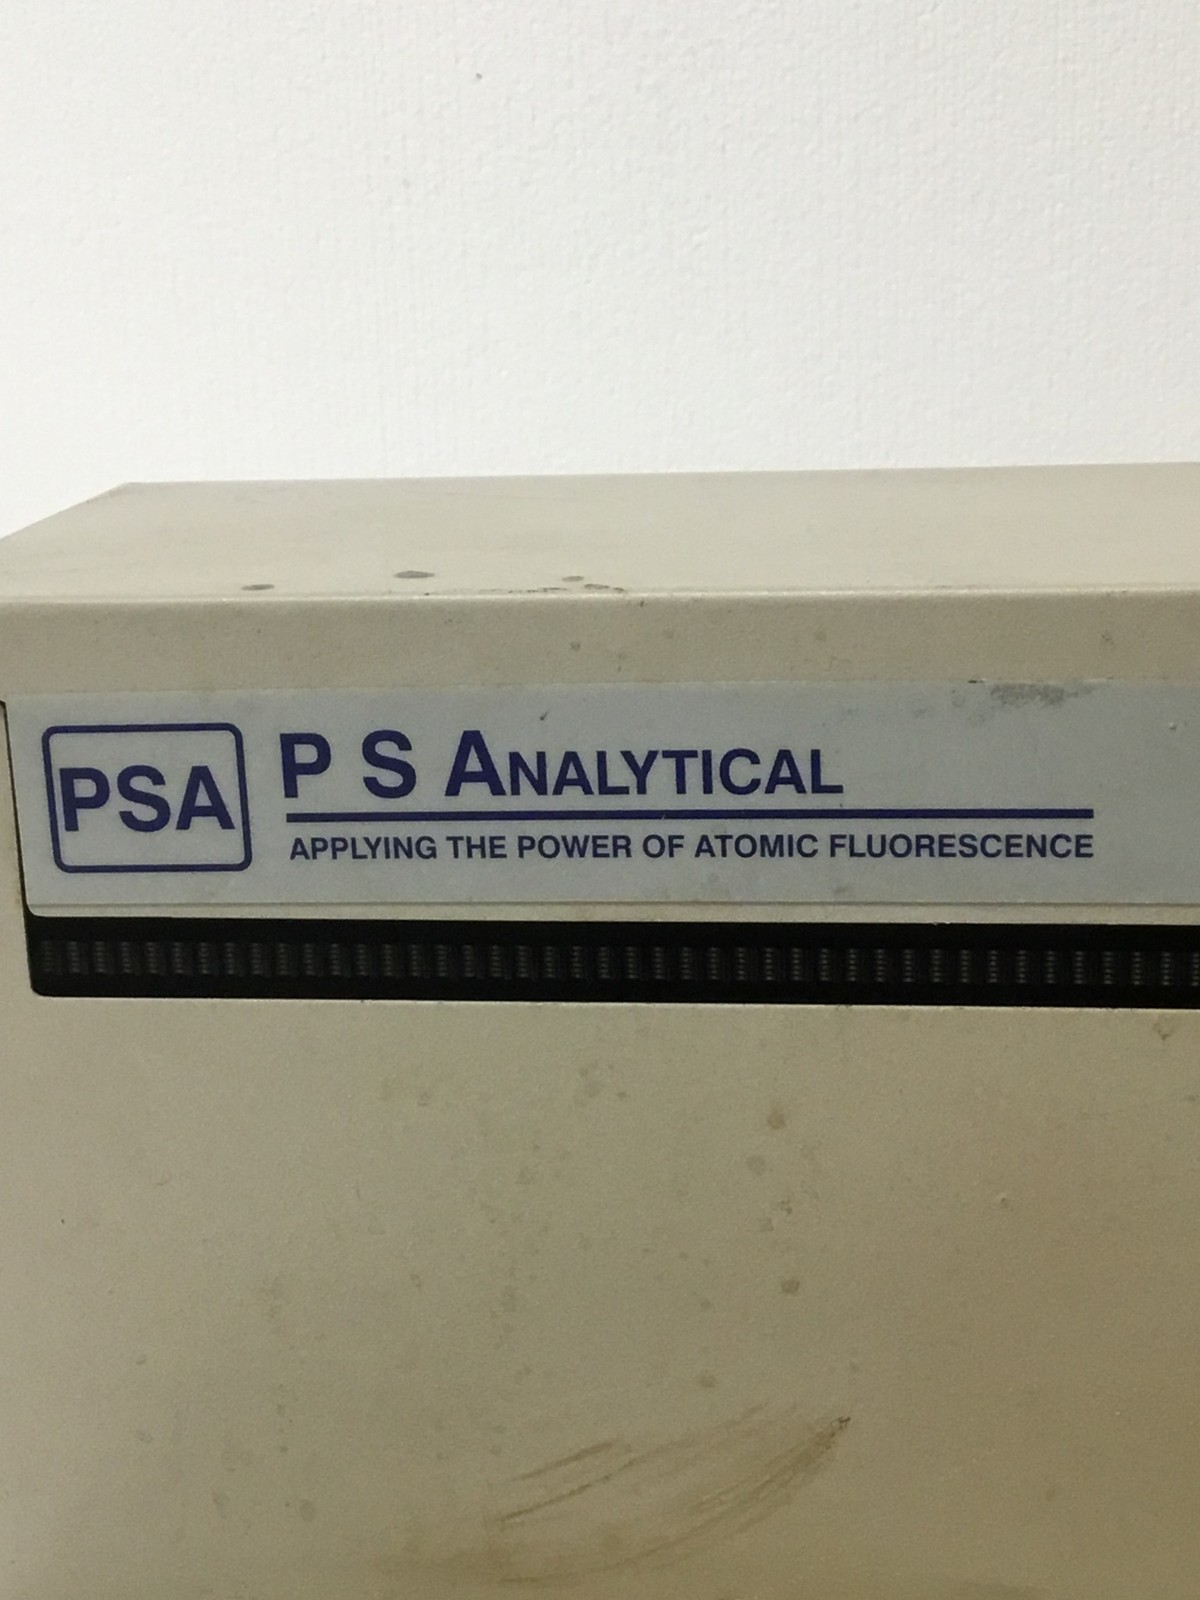 PSA
P S ANALYTICAL
APPLYING THE POWER OF ATOMIC FLUORESCENCE